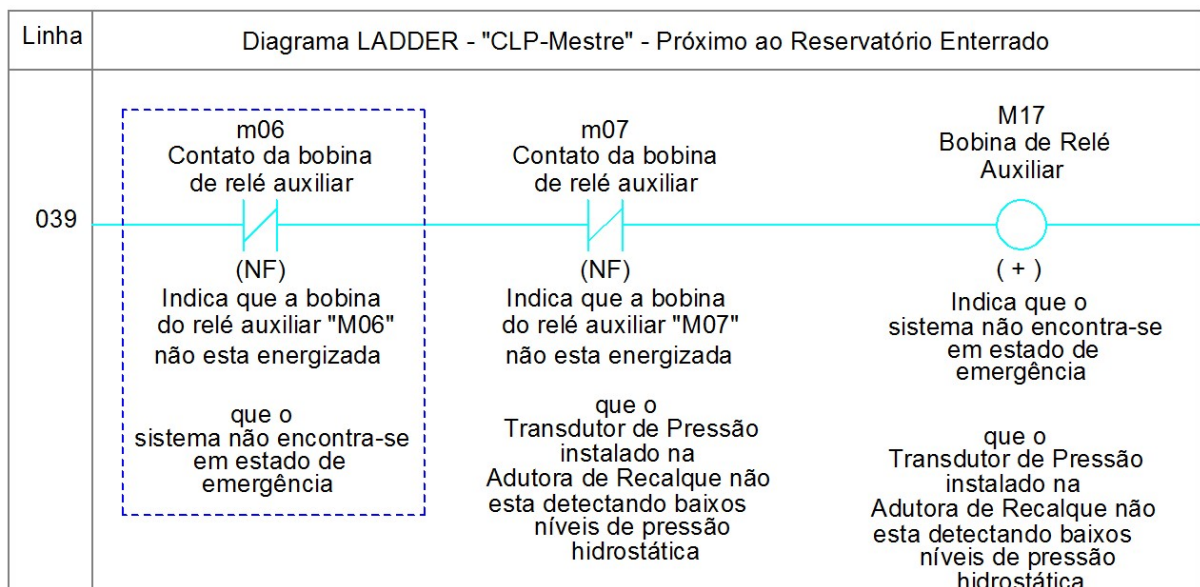 Linha
Diagrama LADDER - "CLP-Mestre" - Próximo ao Reservatório Enterrado
039
m06
Contato da bobina
de relé auxiliar
(NF)
Indica que a bobina
do relé auxiliar "M06"
não esta energizada
que o
sistema não encontra-se
em estado de
emergência
m07
Contato da bobina
de relé auxiliar
(NF)
Indica que a bobina
do relé auxiliar "M07"
não esta energizada
que o
Transdutor de Pressão
instalado na
Adutora de Recalque não
esta detectando baixos
níveis de pressão
hidrostática
M17
Bobina de Relé
Auxiliar
( + )
Indica que o
sistema não encontra-se
em estado de
emergência
que o
Transdutor de Pressão
instalado na
Adutora de Recalque não
esta detectando baixos
níveis de pressão
hidrostática